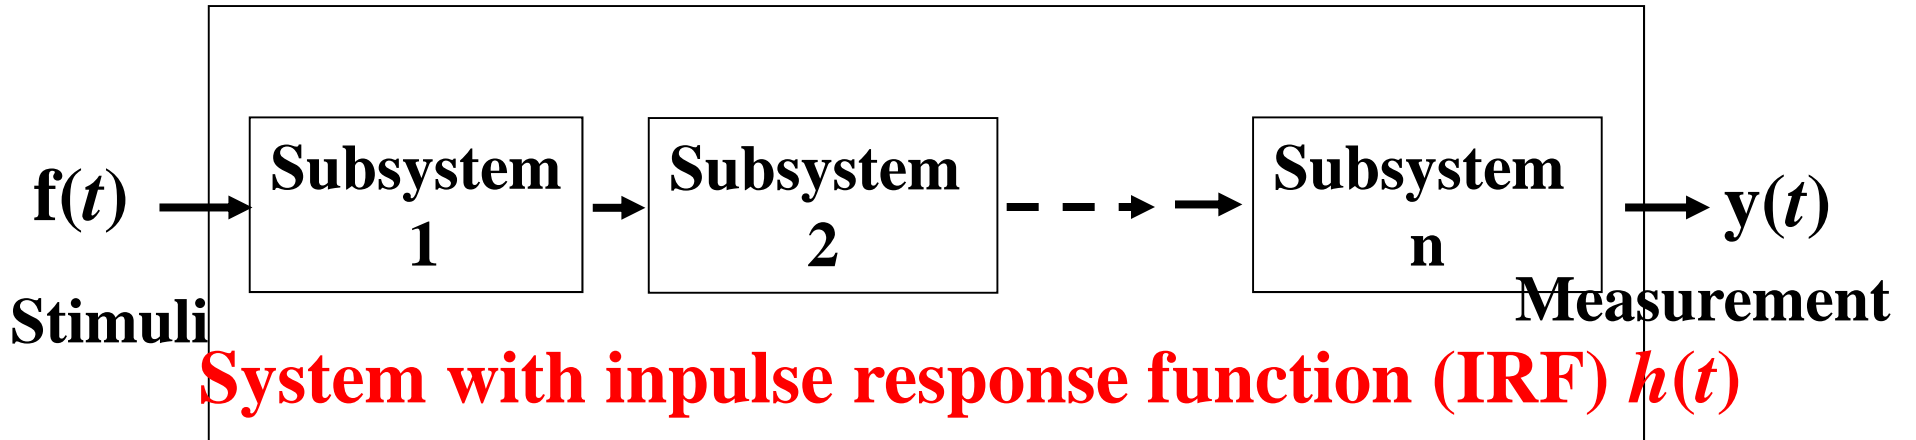 Subsystem
1
Subsystem
2
Subsystem
n
f(t)
y(t)
Stimuli
Measurement
System with inpulse response function (IRF) h(t)